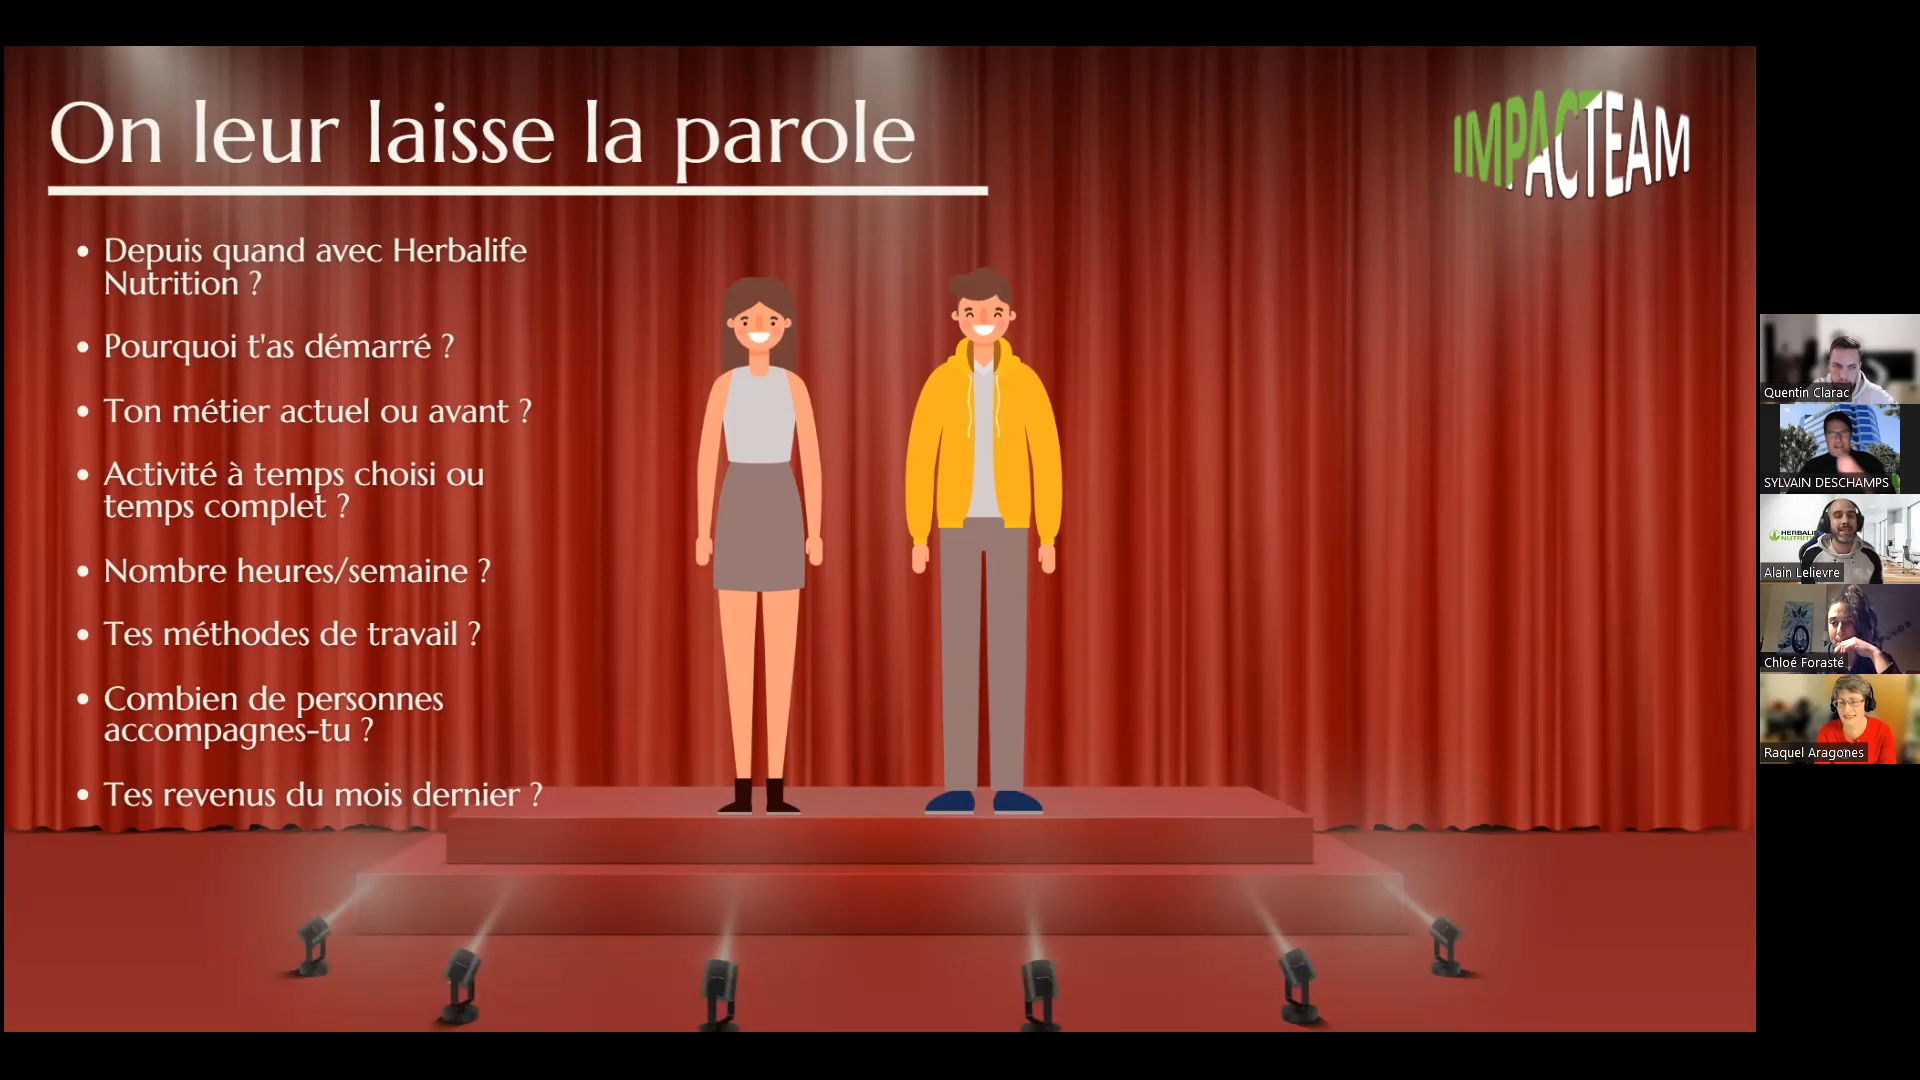 On leur laisse la parole
IMPACTEAM
• Depuis quand avec Herbalife
Nutrition ?
• Pourquoi t'as démarré ?
• Ton métier actuel ou avant ?
• Activité à temps choisi ou
temps complet ?
• Nombre heures/semaine ?
• Tes méthodes de travail ?
• Combien de personnes
accompagnes-tu ?
• Tes revenus du mois dernier ?
Quentin Clarac
SYLVAIN DESCHAMPS
HERBALIF
NUTRITI
Alain Lelievre
Chloé Forasté
Raquel Aragones